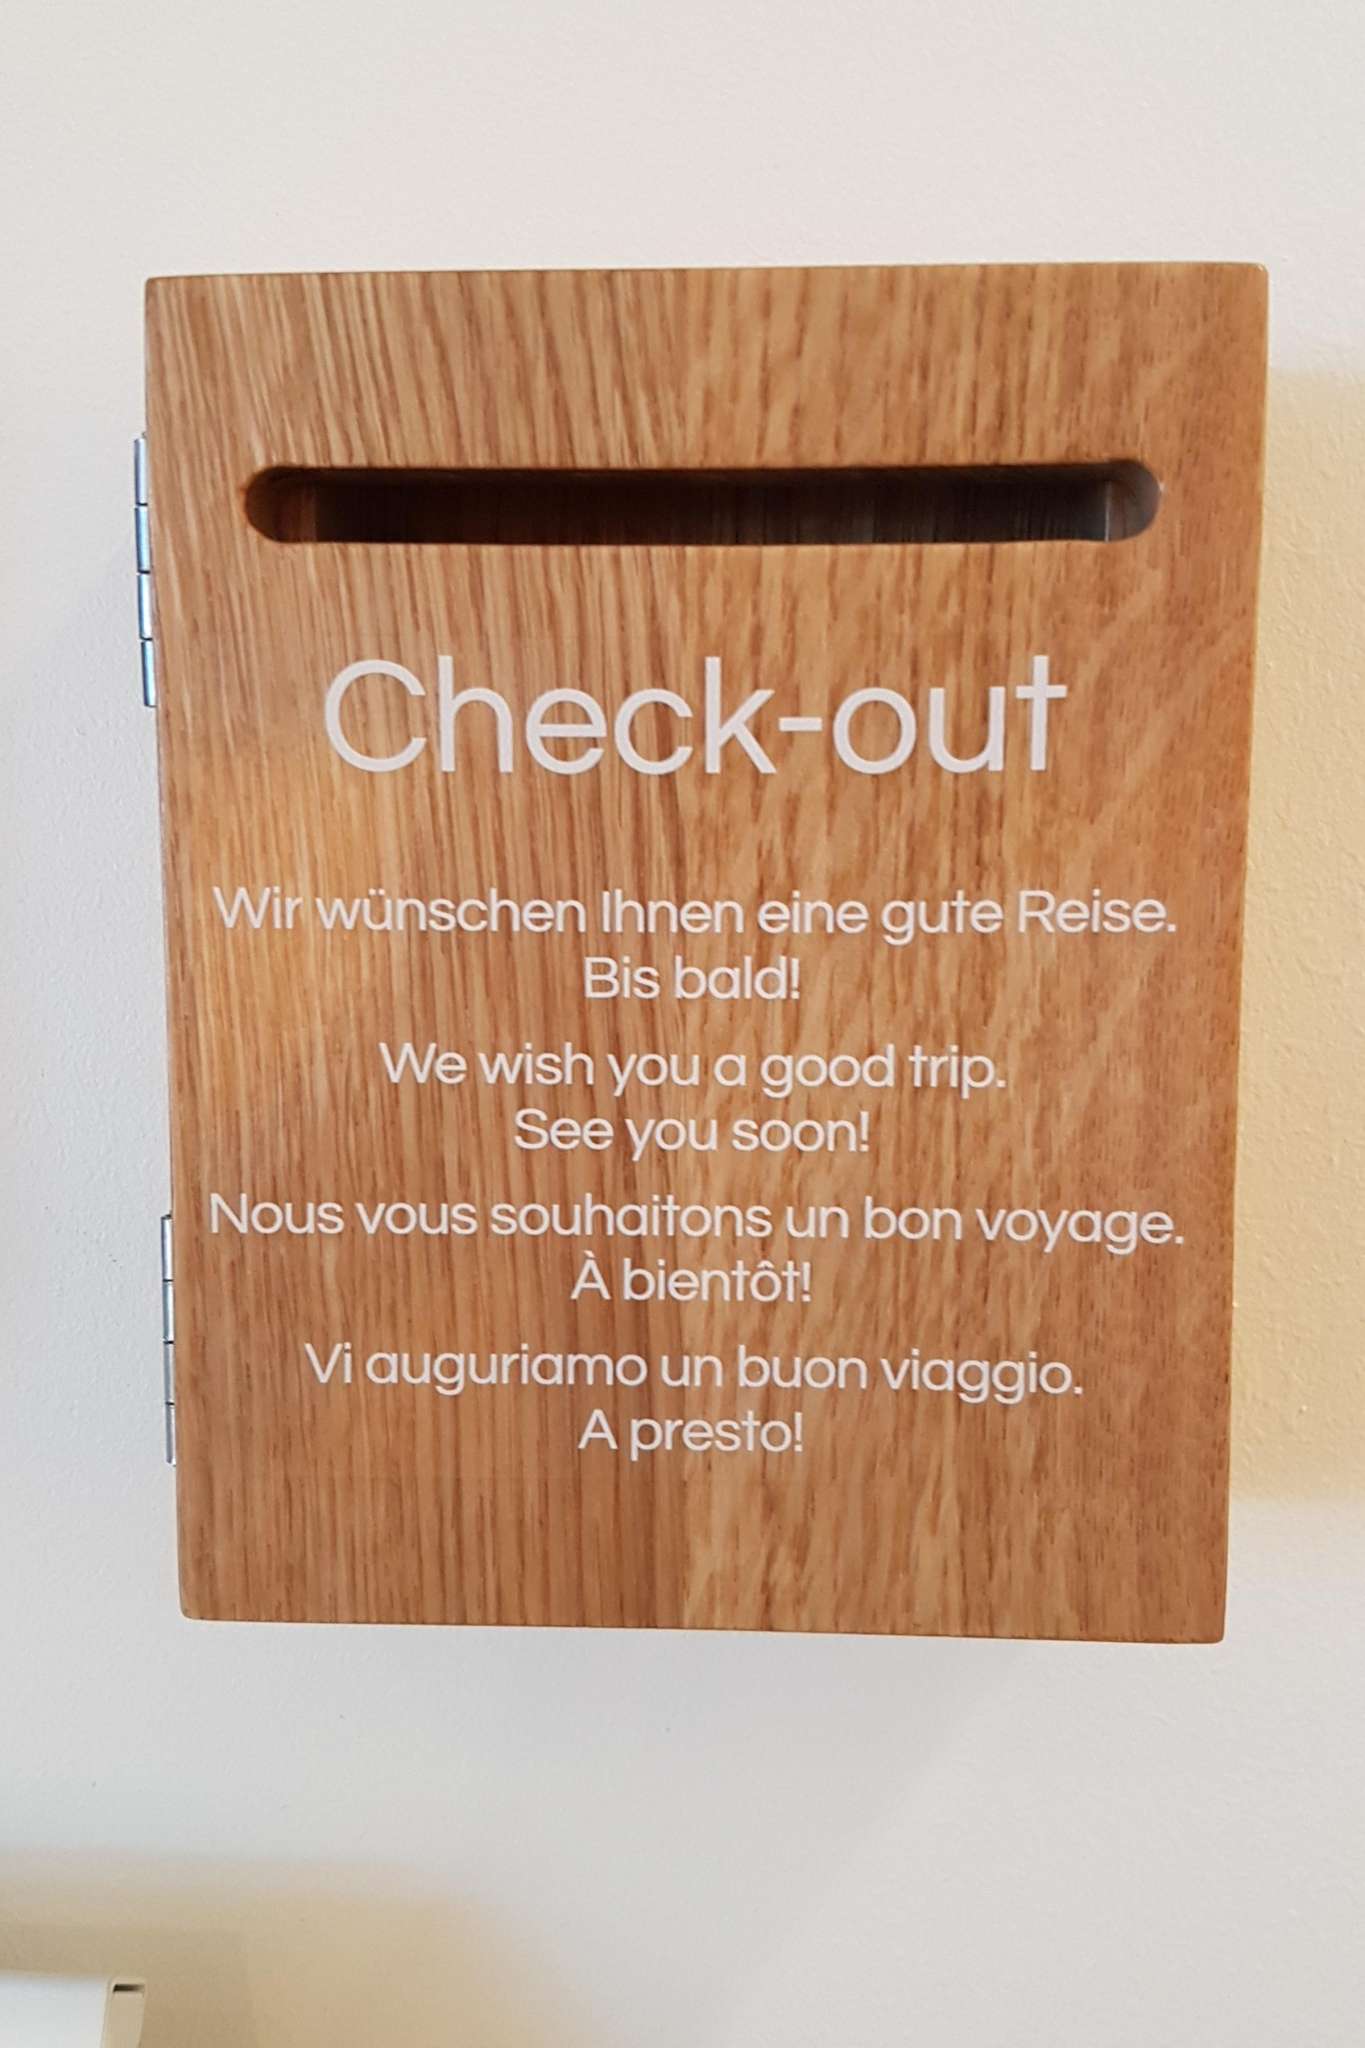 Check-out
Wir wünschen Ihnen eine gute Reise.
Bis bald!
We wish you a good trip.
See you soon!
Nous vous souhaitons un bon voyage.
À bientôt!
Vi auguriamo un buon viaggio.
A presto!